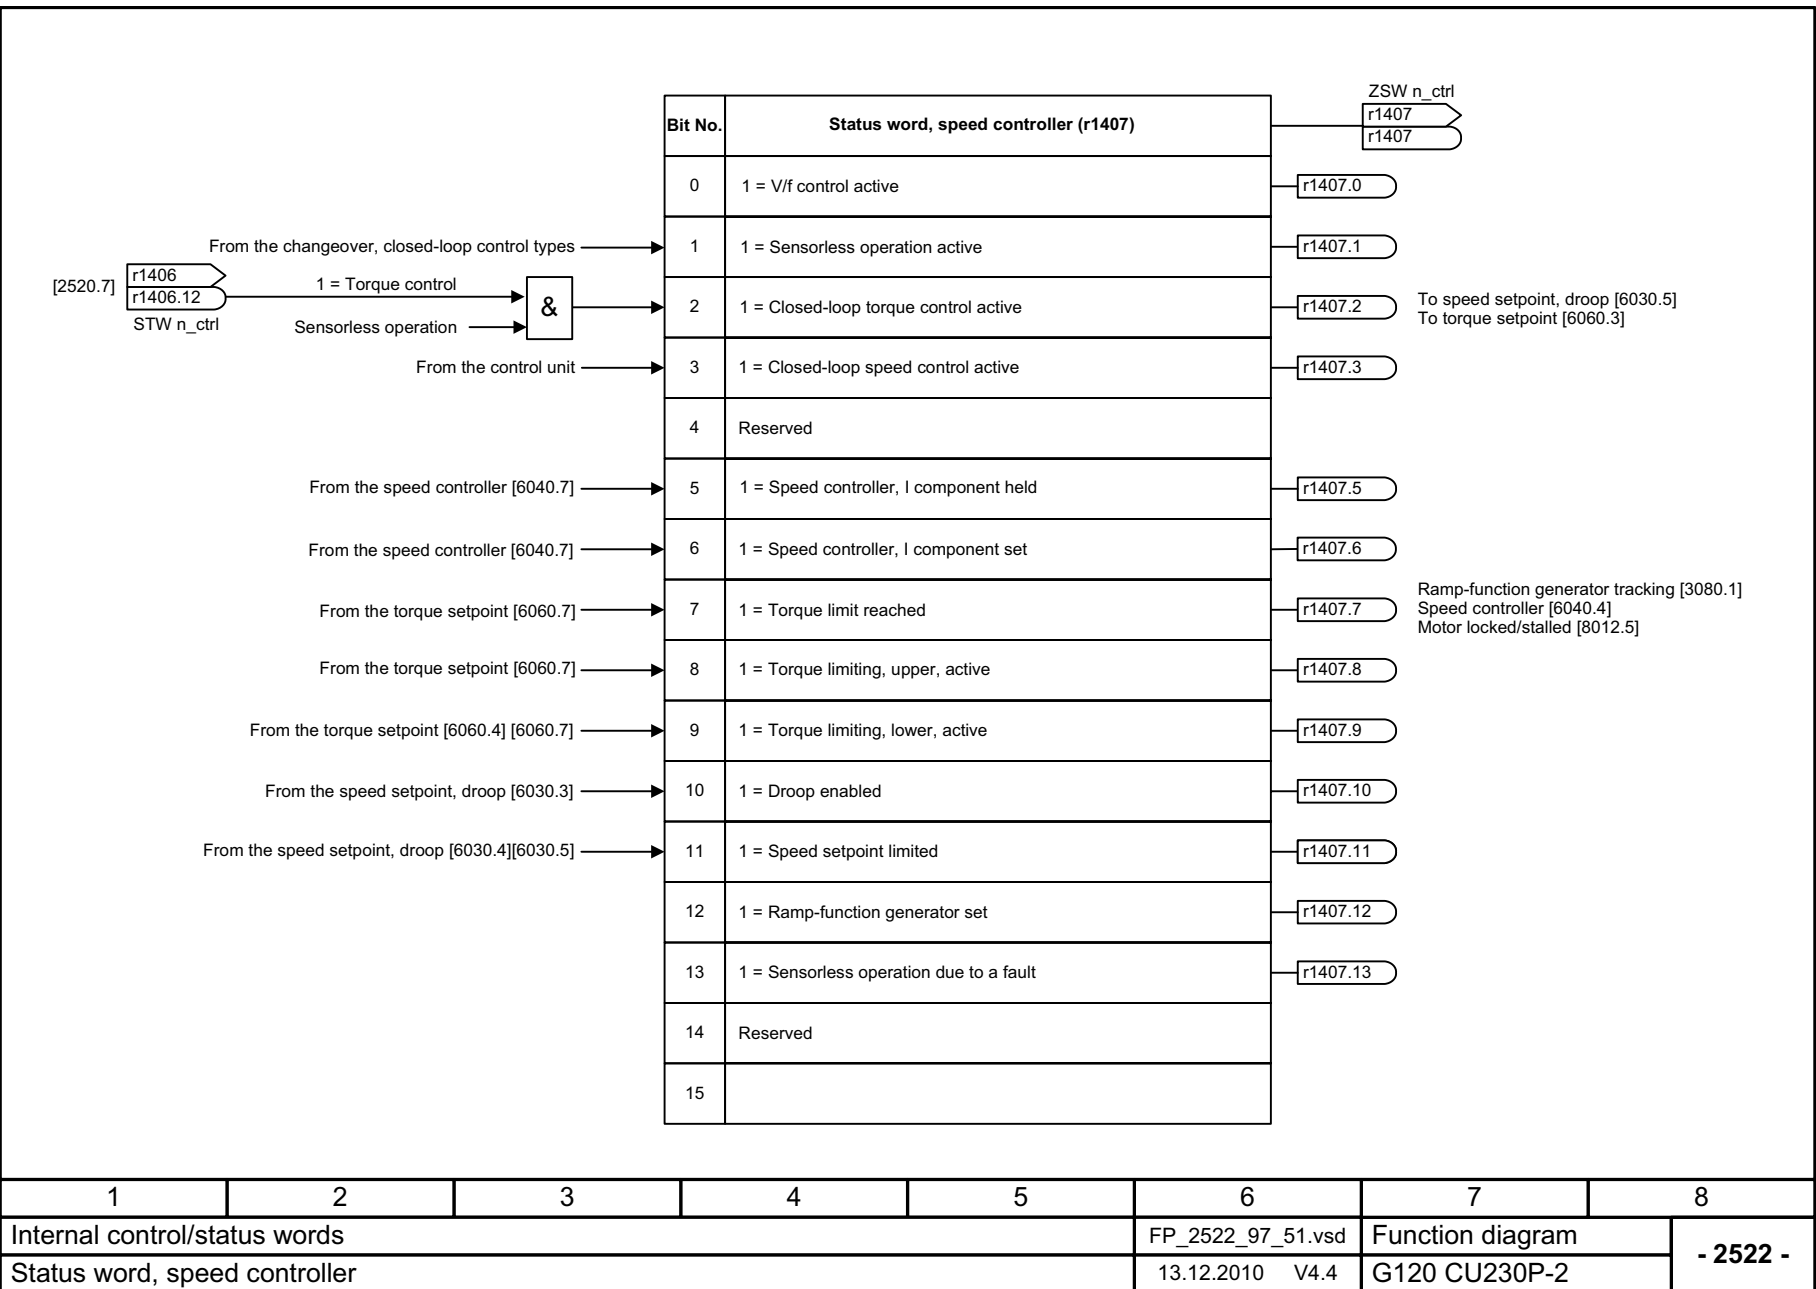 ZSW n_ctrl
r1407
r1407
Bit No. Status word, speed controller (r1407)
0 1 = V/f control active r1407.0
From the changeover, closed-loop control types 1 1 = Sensorless operation active r1407.1
[2520.7] r1406
r1406.12
STW n_ctrl
1 = Torque control
Sensorless operation
&
2 1 = Closed-loop torque control active r1407.2
To speed setpoint, droop [6030.5]
To torque setpoint [6060.3]
From the control unit 3 1 = Closed-loop speed control active r1407.3
4 Reserved
From the speed controller [6040.7] 5 1 = Speed controller, I component held r1407.5
From the speed controller [6040.7] 6 1 = Speed controller, I component set r1407.6
From the torque setpoint [6060.7] 7 1 = Torque limit reached r1407.7
Ramp-function generator tracking [3080.1]
Speed controller [6040.4]
Motor locked/stalled [8012.5]
From the torque setpoint [6060.7] 8 1 = Torque limiting, upper, active r1407.8
From the torque setpoint [6060.4] [6060.7] 9 1 = Torque limiting, lower, active r1407.9
From the speed setpoint, droop [6030.3] 10 1 = Droop enabled r1407.10
From the speed setpoint, droop [6030.4][6030.5] 11 1 = Speed setpoint limited r1407.11
12 1 = Ramp-function generator set r1407.12
13 1 = Sensorless operation due to a fault r1407.13
14 Reserved
15
1 2 3 4 5 6 7 8
Internal control/status words FP_2522_97_51.vsd Function diagram
Status word, speed controller 13.12.2010 V4.4 G120 CU230P-2
- 2522 -